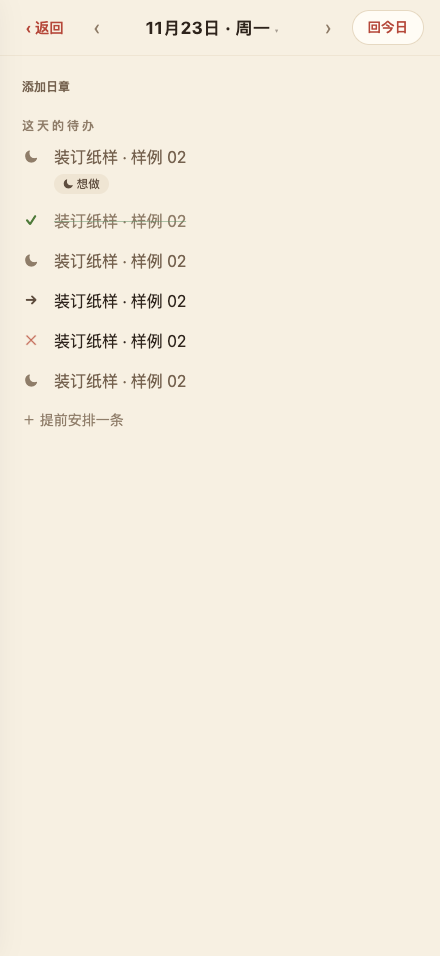 ‹ 返回 ‹ 11月23日 · 周一 › 回今日
添加日章
这天的待办
装订纸样 · 样例 02
想做
装订纸样 · 样例 02
装订纸样 · 样例 02
装订纸样 · 样例 02
装订纸样 · 样例 02
装订纸样 · 样例 02
+ 提前安排一条